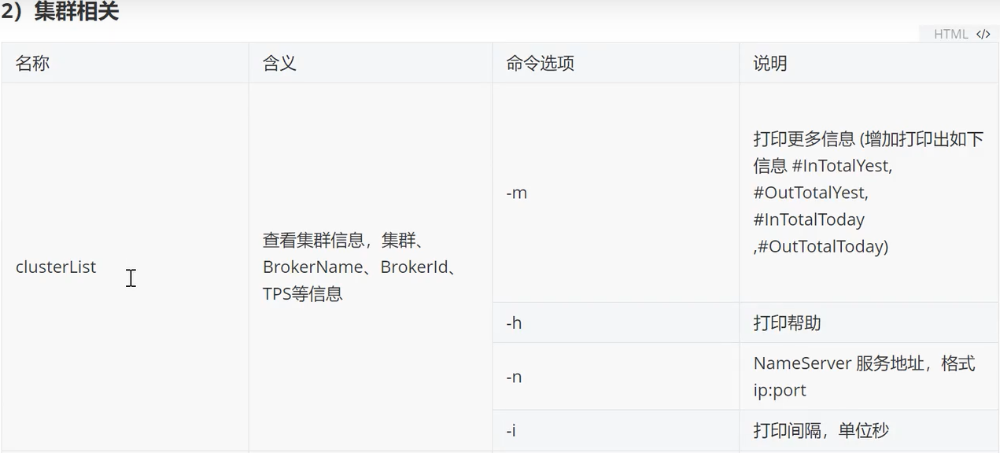 2）集群相关
HTML </>
名称
含义
命令选项
说明
clusterList
查看集群信息，集群、
BrokerName、BrokerId、
TPS等信息
-m
打印更多信息 (增加打印出如下
信息 #InTotalYest,
#OutTotalYest,
#InTotalToday
,#OutTotalToday)
-h
打印帮助
-n
NameServer 服务地址，格式
ip:port
-i
打印间隔，单位秒